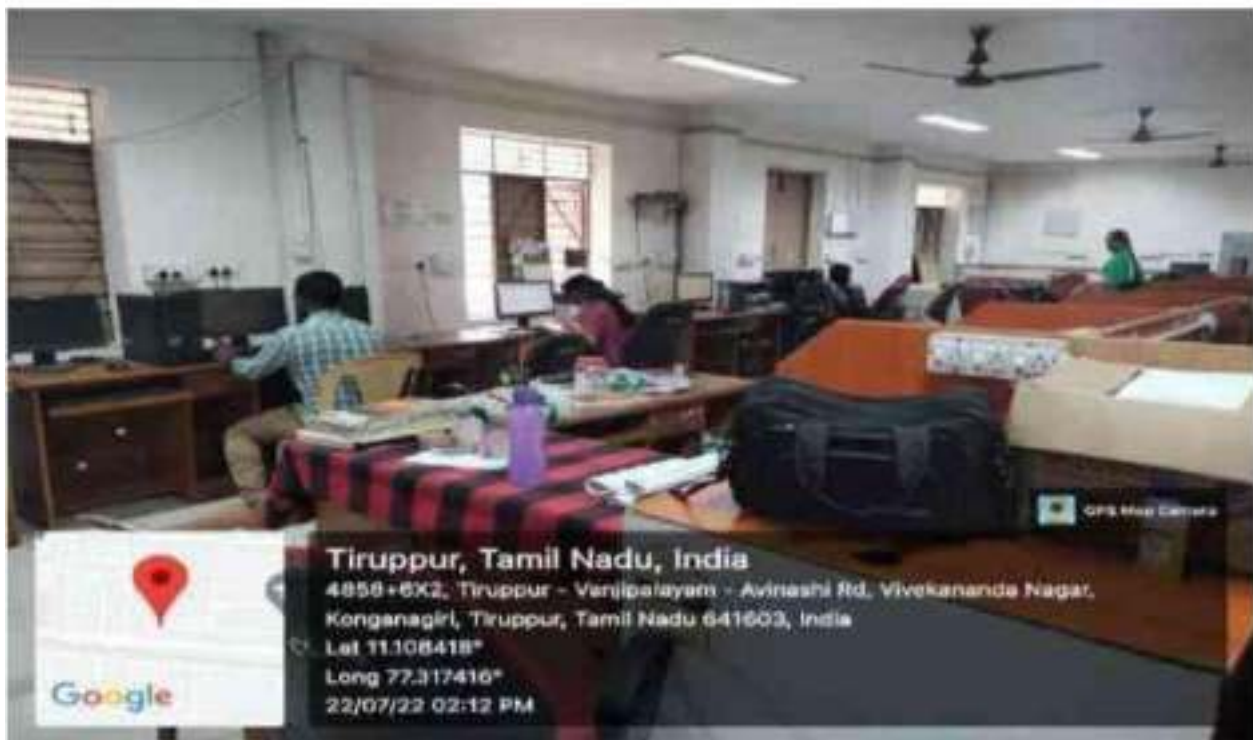 GPS Map Camera
Tiruppur, Tamil Nadu, India
4858+6X2, Tiruppur - Vanjipalayam - Avinashi Rd, Vivekananda Nagar,
Konganagiri, Tiruppur, Tamil Nadu 641603, India
Lat 11.108418°
Long 77.317416°
22/07/22 02:12 PM
Google